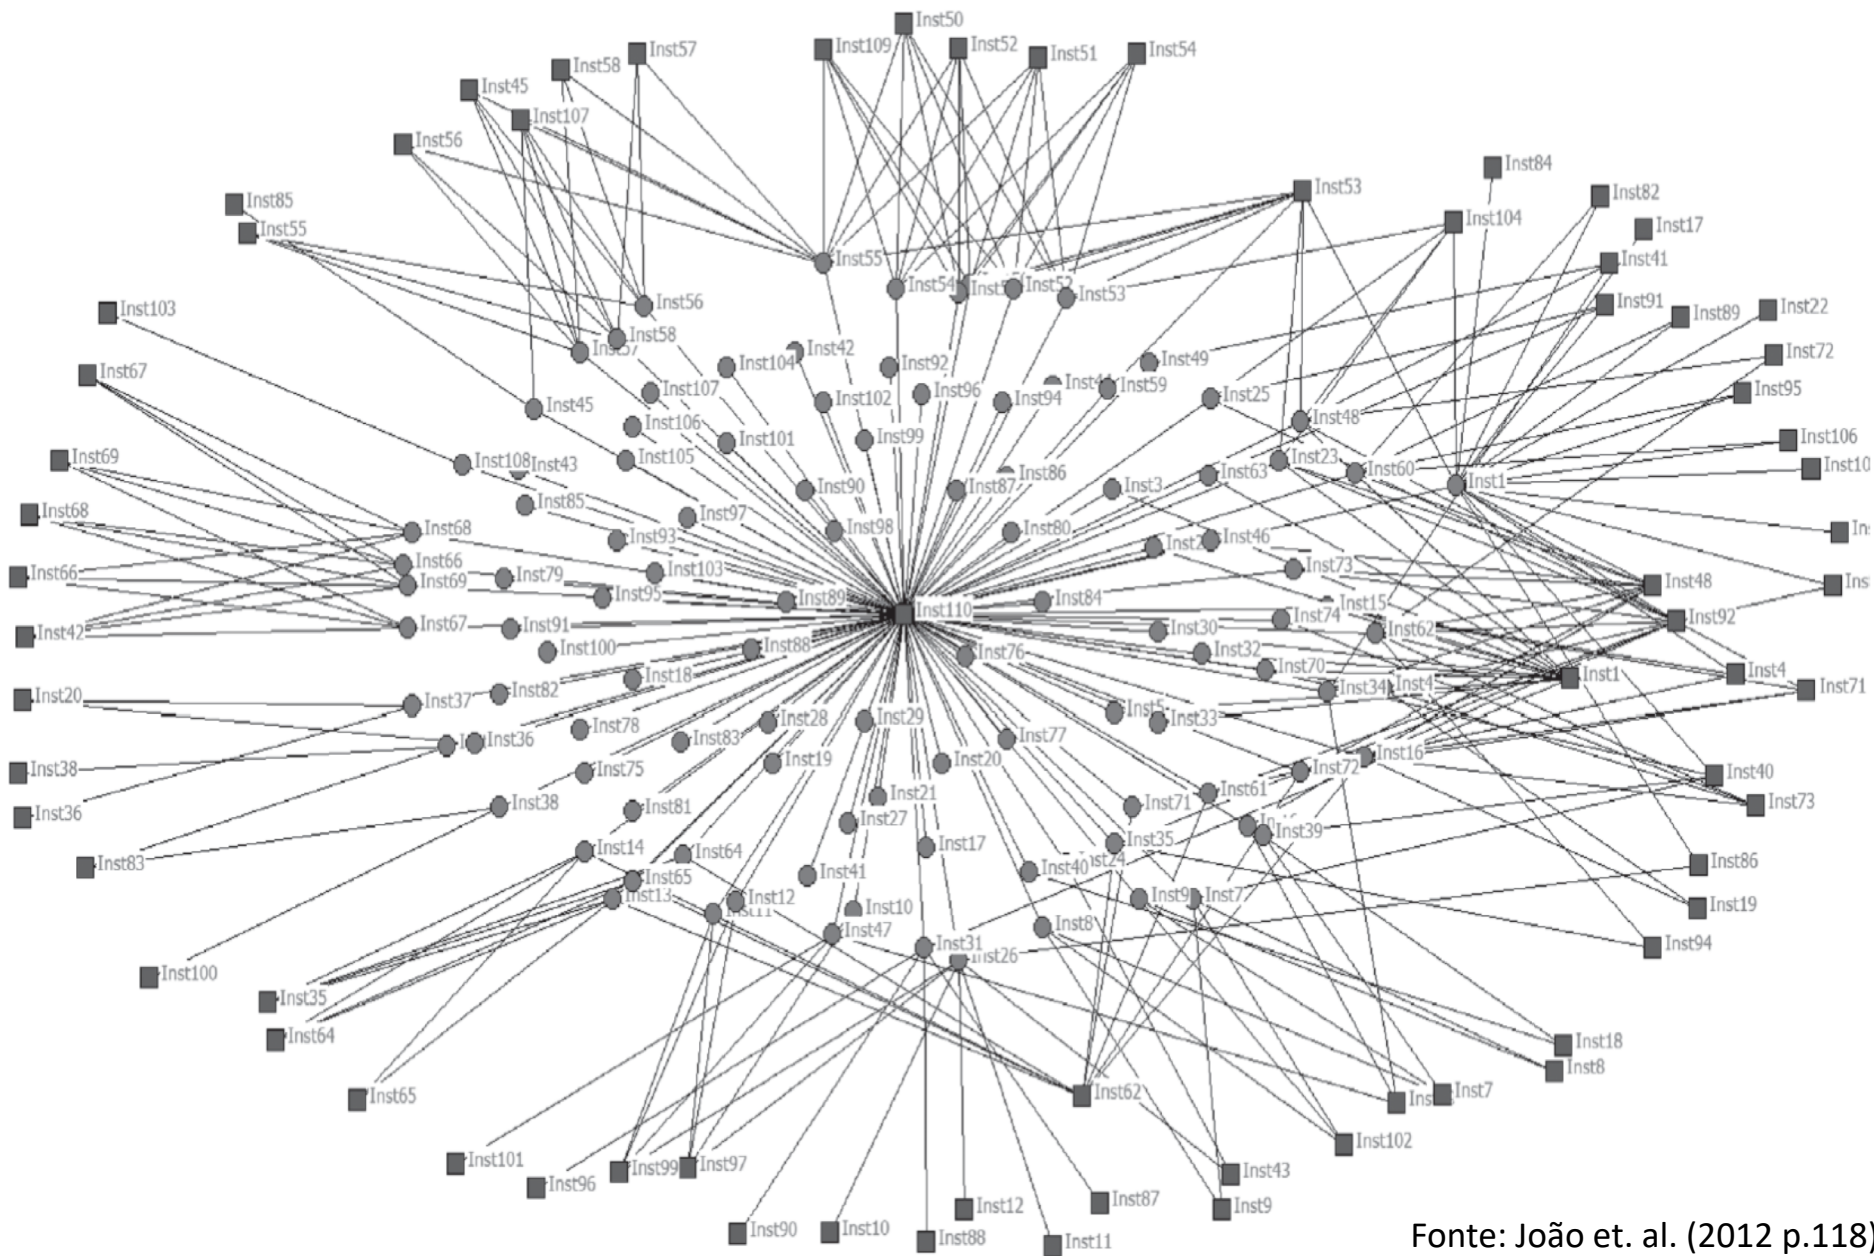 Inst50
Inst109
Inst52
Inst51
Inst54
Inst57
Inst58
Inst45
Inst107
Inst56
Inst85
Inst55
Inst53
Inst84
Inst82
Inst104
Inst17
Inst41
Inst55
Inst54
Inst53
Inst91
Inst89
Inst22
Inst103
Inst56
Inst58
Inst72
Inst67
Inst104
Inst42
Inst92
Inst59
Inst49
Inst95
Inst107
Inst102
Inst96
Inst94
Inst25
Inst45
Inst106
Inst48
Inst106
Inst69
Inst108
Inst43
Inst105
Inst101
Inst99
Inst86
Inst63
Inst23
Inst60
Inst1
Inst85
Inst90
Inst87
Inst3
Inst68
Inst97
Inst98
Inst80
Inst68
Inst93
Inst46
Inst66
Inst66
Inst69
Inst79
Inst103
Inst73
Inst48
Inst95
Inst89
Inst84
Inst15
Inst110
Inst74
Inst92
Inst42
Inst67
Inst91
Inst30
Inst62
Inst100
Inst88
Inst76
Inst32
Inst20
Inst18
Inst70
Inst34
Inst4
Inst1
Inst4
Inst71
Inst37
Inst82
Inst5
Inst33
Inst36
Inst78
Inst83
Inst28
Inst29
Inst77
Inst16
Inst38
Inst75
Inst19
Inst20
Inst72
Inst40
Inst36
Inst38
Inst81
Inst21
Inst71
Inst61
Inst73
Inst83
Inst14
Inst64
Inst27
Inst17
Inst35
Inst39
Inst65
Inst41
Inst40
Inst86
Inst13
Inst12
Inst10
Inst9
Inst7
Inst19
Inst47
Inst8
Inst31
Inst26
Inst94
Inst100
Inst35
Inst64
Inst18
Inst8
Inst65
Inst62
Inst7
Inst101
Inst99
Inst97
Inst102
Inst96
Inst43
Inst90
Inst10
Inst88
Inst12
Inst87
Inst9
Inst11
Fonte: João et. al. (2012 p.118)